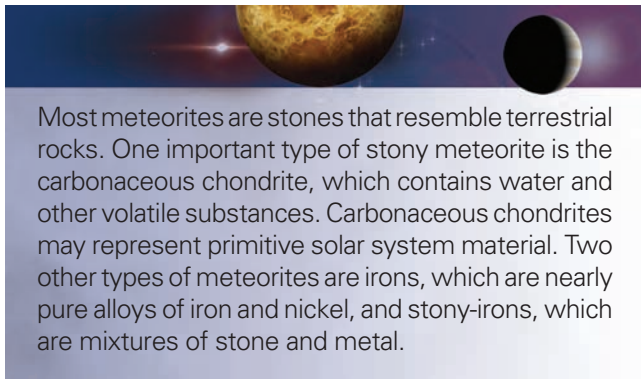 Most meteorites are stones that resemble terrestrial
rocks. One important type of stony meteorite is the
carbonaceous chondrite, which contains water and
other volatile substances. Carbonaceous chondrites
may represent primitive solar system material. Two
other types of meteorites are irons, which are nearly
pure alloys of iron and nickel, and stony-irons, which
are mixtures of stone and metal.